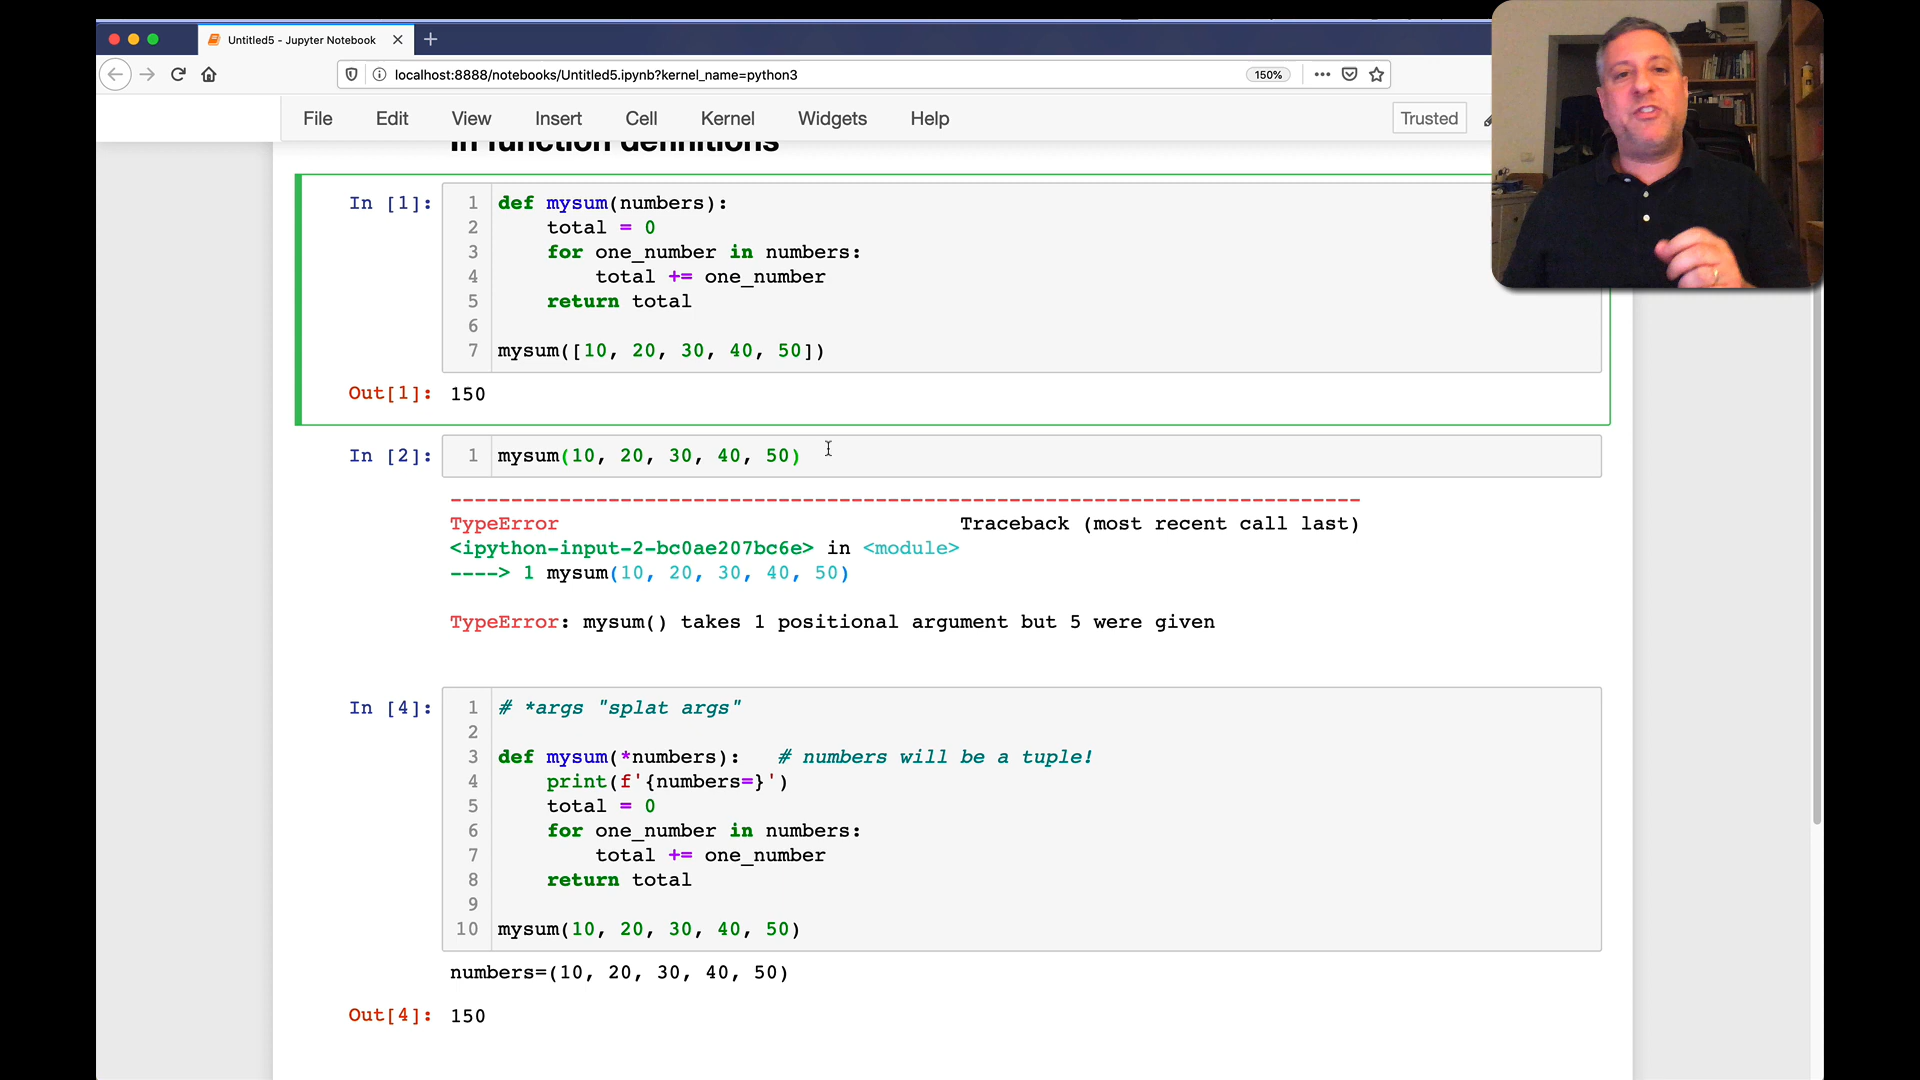 Untitled5 - Jupyter Notebook
localhost:8888/notebooks/Untitled5.ipynb?kernel_name=python3
150%
File Edit View Insert Cell Kernel Widgets Help
Trusted
In function definitions
In [1]:
1 def mysum(numbers):
2 total = 0
3 for one_number in numbers:
4 total += one_number
5 return total
6
7 mysum([10, 20, 30, 40, 50])
Out[1]: 150
In [2]: 1 mysum(10, 20, 30, 40, 50)
---------------------------------------------------------------------------
TypeError Traceback (most recent call last)
<ipython-input-2-bc0ae207bc6e> in <module>
----> 1 mysum(10, 20, 30, 40, 50)
TypeError: mysum() takes 1 positional argument but 5 were given
In [4]: 1 # *args "splat args"
2
3 def mysum(*numbers): # numbers will be a tuple!
4 print(f'{numbers=}')
5 total = 0
6 for one_number in numbers:
7 total += one_number
8 return total
9
10 mysum(10, 20, 30, 40, 50)
numbers=(10, 20, 30, 40, 50)
Out[4]: 150